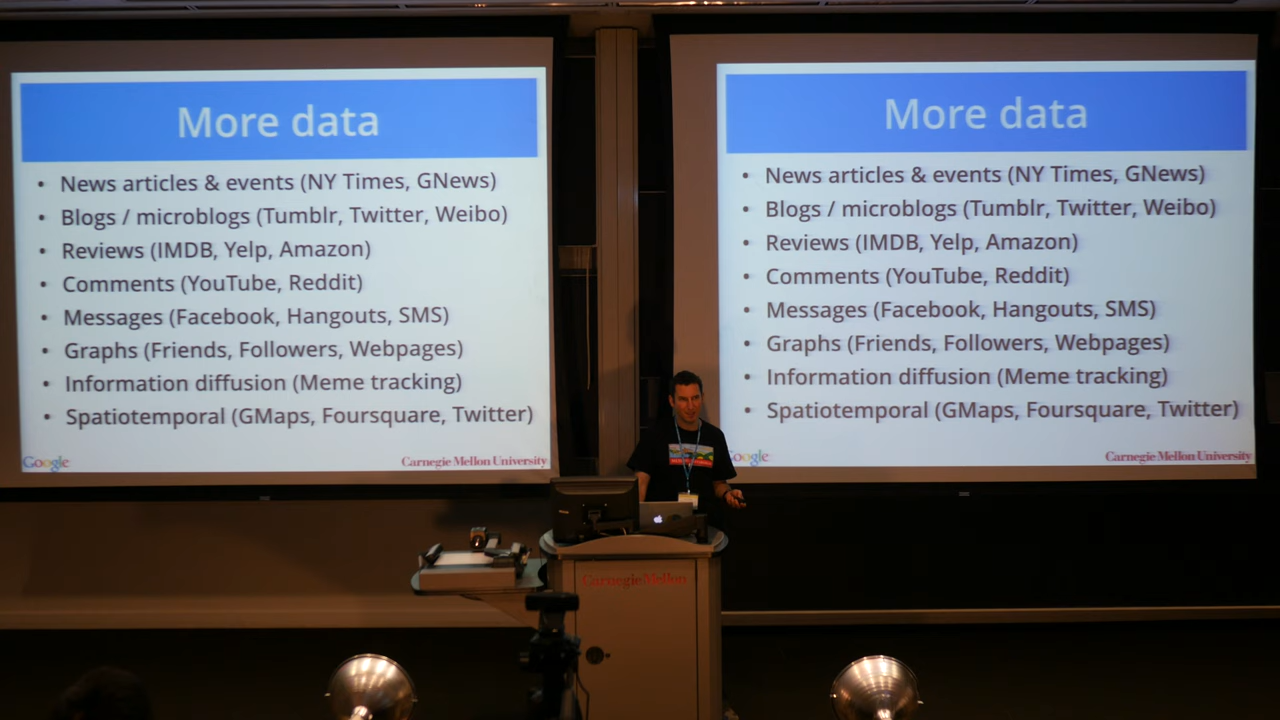 More data
• News articles & events (NY Times, GNews)
• Blogs / microblogs (Tumblr, Twitter, Weibo)
• Reviews (IMDB, Yelp, Amazon)
• Comments (YouTube, Reddit)
• Messages (Facebook, Hangouts, SMS)
• Graphs (Friends, Followers, Webpages)
• Information diffusion (Meme tracking)
• Spatiotemporal (GMaps, Foursquare, Twitter)
Google Carnegie Mellon University
More data
• News articles & events (NY Times, GNews)
• Blogs / microblogs (Tumblr, Twitter, Weibo)
• Reviews (IMDB, Yelp, Amazon)
• Comments (YouTube, Reddit)
• Messages (Facebook, Hangouts, SMS)
• Graphs (Friends, Followers, Webpages)
• Information diffusion (Meme tracking)
• Spatiotemporal (GMaps, Foursquare, Twitter)
Google Carnegie Mellon University
Carnegie Mellon